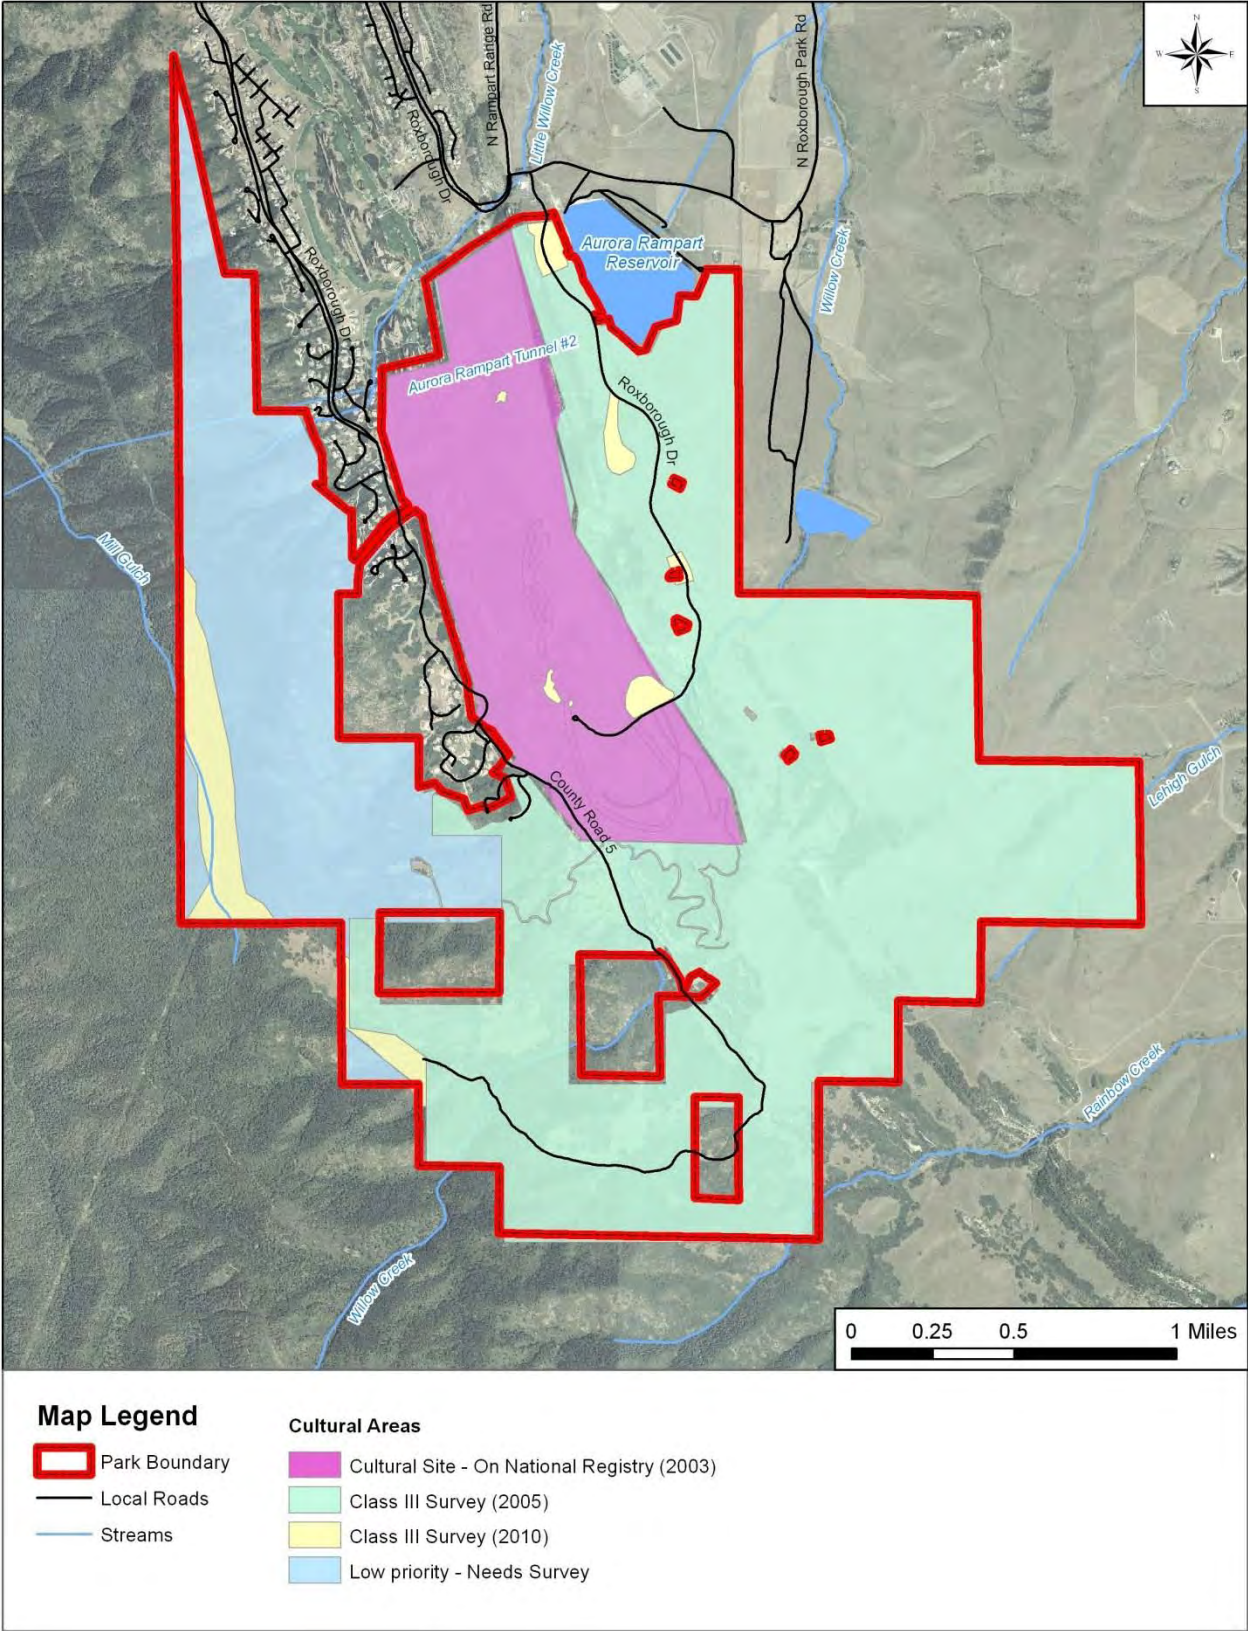 N
W E
S
N Rampart Range Rd
Little Willow Creek
N Roxborough Park Rd
Roxborough Dr
Aurora Rampart
Reservoir
Willow Creek
Roxborough Dr
Aurora Rampart Tunnel #2
Roxborough Dr
Mill Gulch
Lehigh Gulch
County Road 5
Rainbow Creek
Willow Creek
0 0.25 0.5 1 Miles
Map Legend
Park Boundary
Local Roads
Streams
Cultural Areas
Cultural Site - On National Registry (2003)
Class III Survey (2005)
Class III Survey (2010)
Low priority - Needs Survey